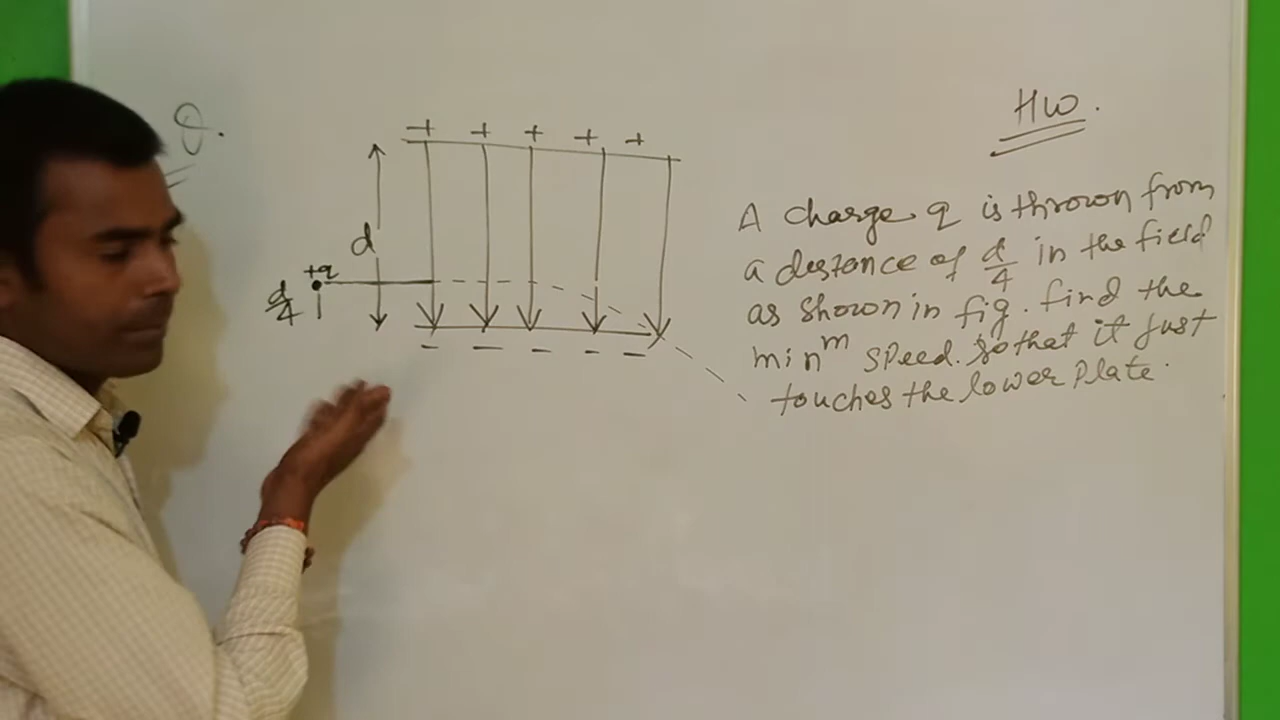 Q.
HW.
+ + + + +
d
+q
d/4
- - - - -
A charge q is thrown from
a distance of d/4 in the field
as shown in fig. find the
minᵐ speed. so that it just
touches the lower plate.